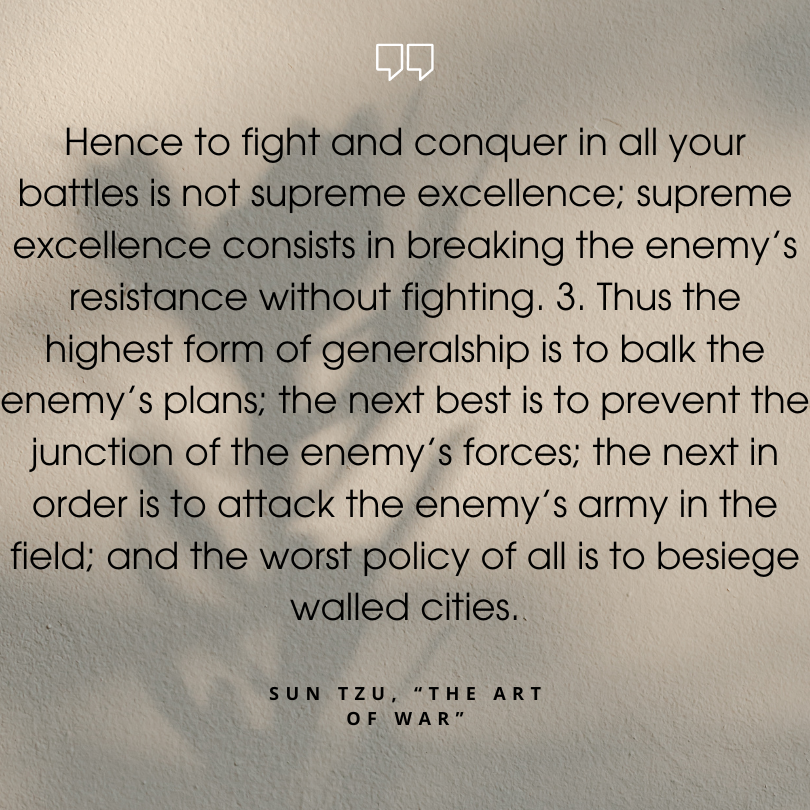 Hence to fight and conquer in all your
battles is not supreme excellence; supreme
excellence consists in breaking the enemy’s
resistance without fighting. 3. Thus the
highest form of generalship is to balk the
enemy’s plans; the next best is to prevent the
junction of the enemy’s forces; the next in
order is to attack the enemy’s army in the
field; and the worst policy of all is to besiege
walled cities.
SUN TZU, “THE ART
OF WAR”